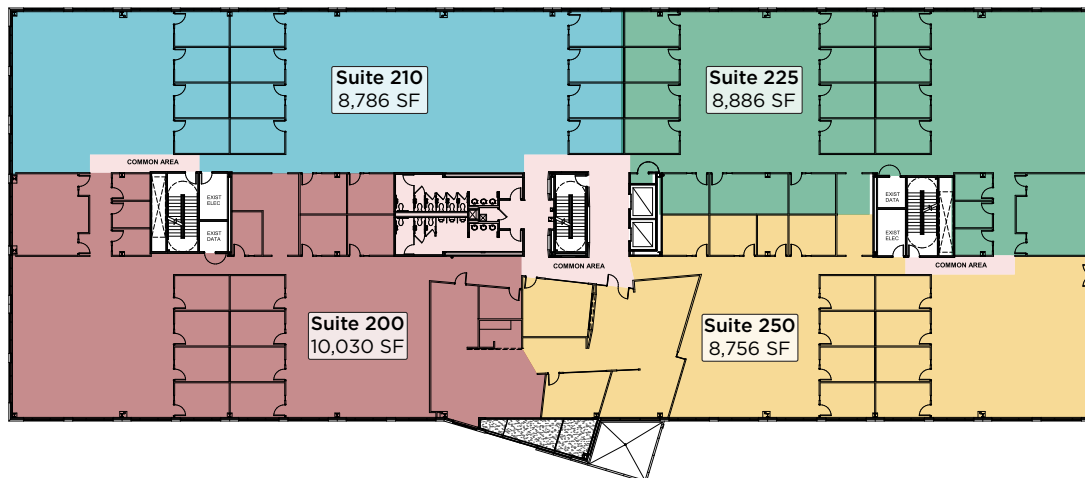 Suite 210
8,786 SF
Suite 225
8,886 SF
COMMON AREA
EXIST
ELEC
EXIST
DATA
EXIST
DATA
EXIST
ELEC
COMMON AREA
COMMON AREA
Suite 200
10,030 SF
Suite 250
8,756 SF